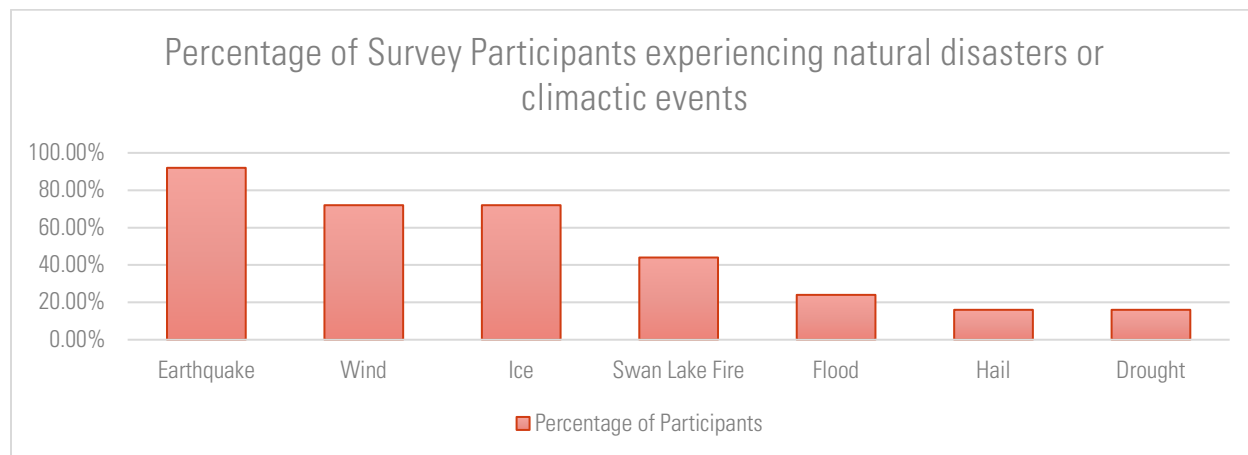 Percentage of Survey Participants experiencing natural disasters or
climactic events
100.00%
80.00%
60.00%
40.00%
20.00%
0.00%
Earthquake Wind Ice Swan Lake Fire Flood Hail Drought
Percentage of Participants